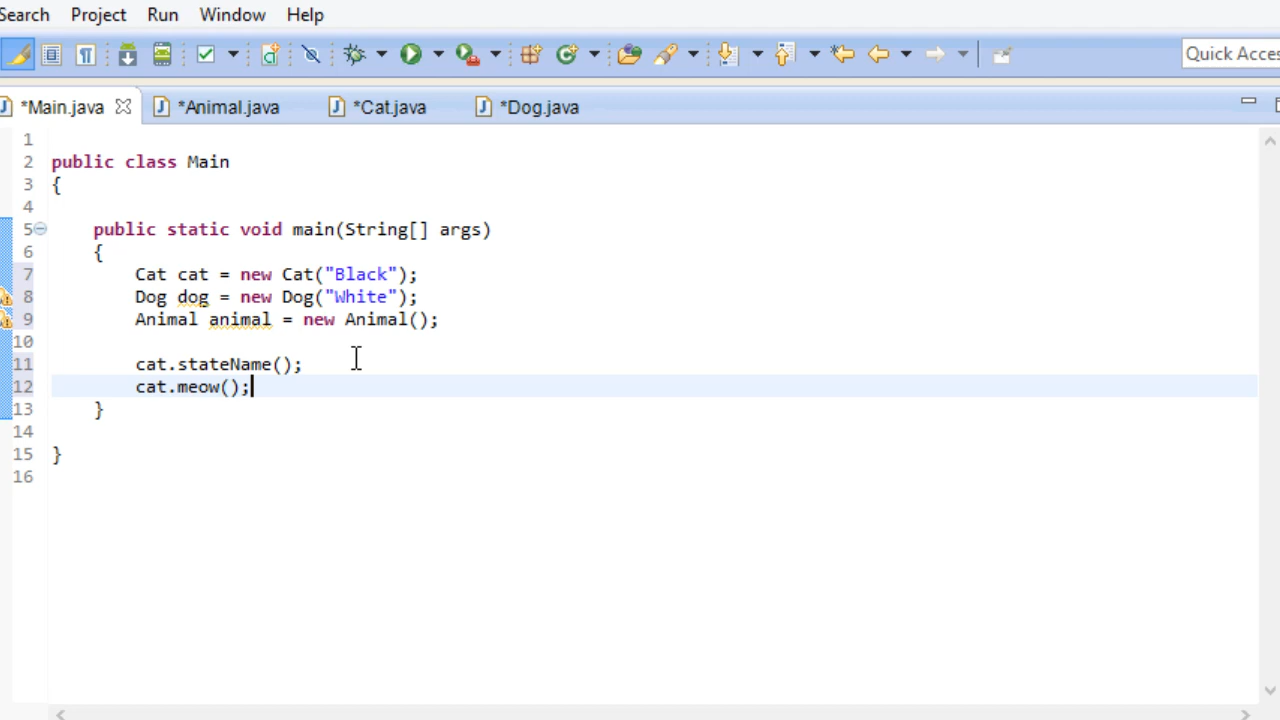 Search Project Run Window Help
Quick Acces
*Main.java *Animal.java *Cat.java *Dog.java
1
2 public class Main
3 {
4
5 public static void main(String[] args)
6 {
7 Cat cat = new Cat("Black");
8 Dog dog = new Dog("White");
9 Animal animal = new Animal();
10
11 cat.stateName();
12 cat.meow();
13 }
14
15 }
16